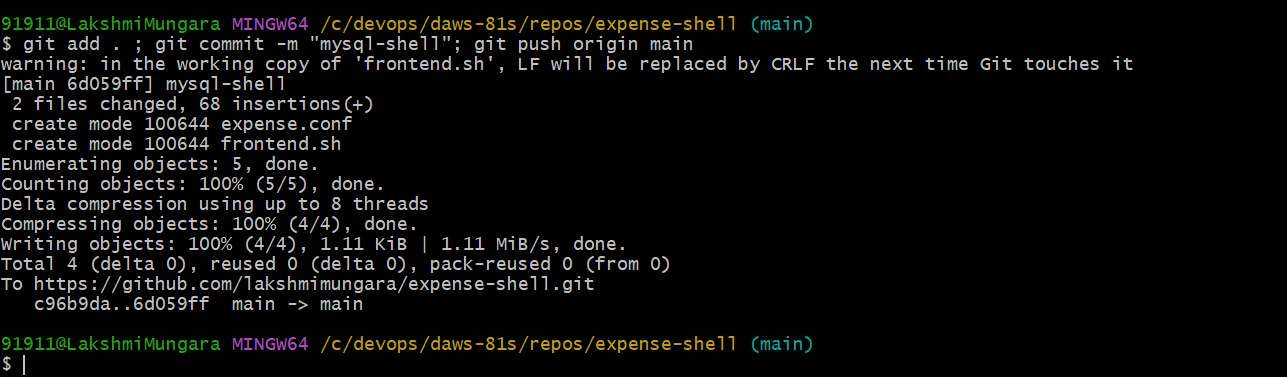 91911@LakshmiMungara MINGW64 /c/devops/daws-81s/repos/expense-shell (main)
$ git add . ; git commit -m "mysql-shell"; git push origin main
warning: in the working copy of 'frontend.sh', LF will be replaced by CRLF the next time Git touches it
[main 6d059ff] mysql-shell
 2 files changed, 68 insertions(+)
 create mode 100644 expense.conf
 create mode 100644 frontend.sh
Enumerating objects: 5, done.
Counting objects: 100% (5/5), done.
Delta compression using up to 8 threads
Compressing objects: 100% (4/4), done.
Writing objects: 100% (4/4), 1.11 KiB | 1.11 MiB/s, done.
Total 4 (delta 0), reused 0 (delta 0), pack-reused 0 (from 0)
To https://github.com/lakshmimungara/expense-shell.git
   c96b9da..6d059ff  main -> main
91911@LakshmiMungara MINGW64 /c/devops/daws-81s/repos/expense-shell (main)
$